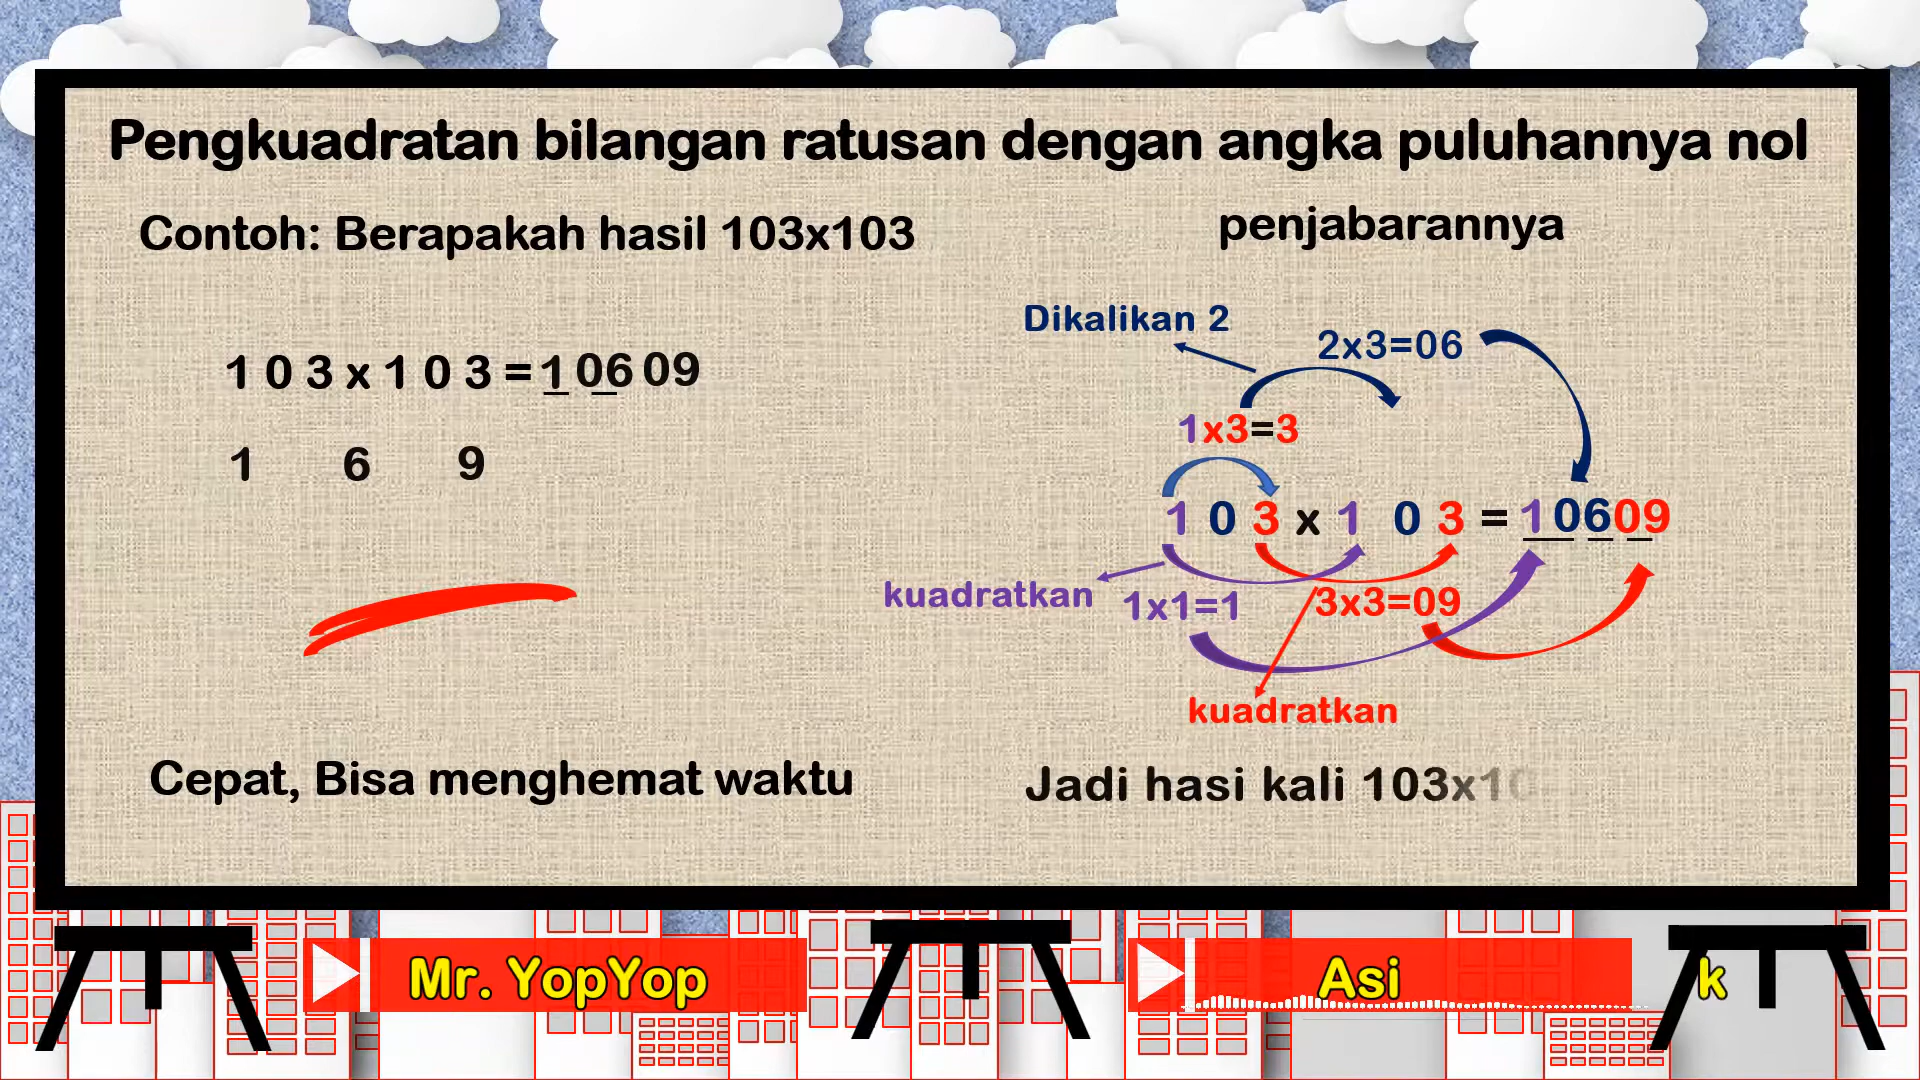 Pengkuadratan bilangan ratusan dengan angka puluhannya nol
Contoh: Berapakah hasil 103x103
1 0 3 x 1 0 3 = 1 06 09
1 6 9
Cepat, Bisa menghemat waktu
penjabarannya
Dikalikan 2
2x3=06
1x3=3
1 0 3 x 1 0 3 = 10609
kuadratkan
1x1=1
3x3=09
kuadratkan
Jadi hasi kali 103x10
Mr. YopYop
Asi k